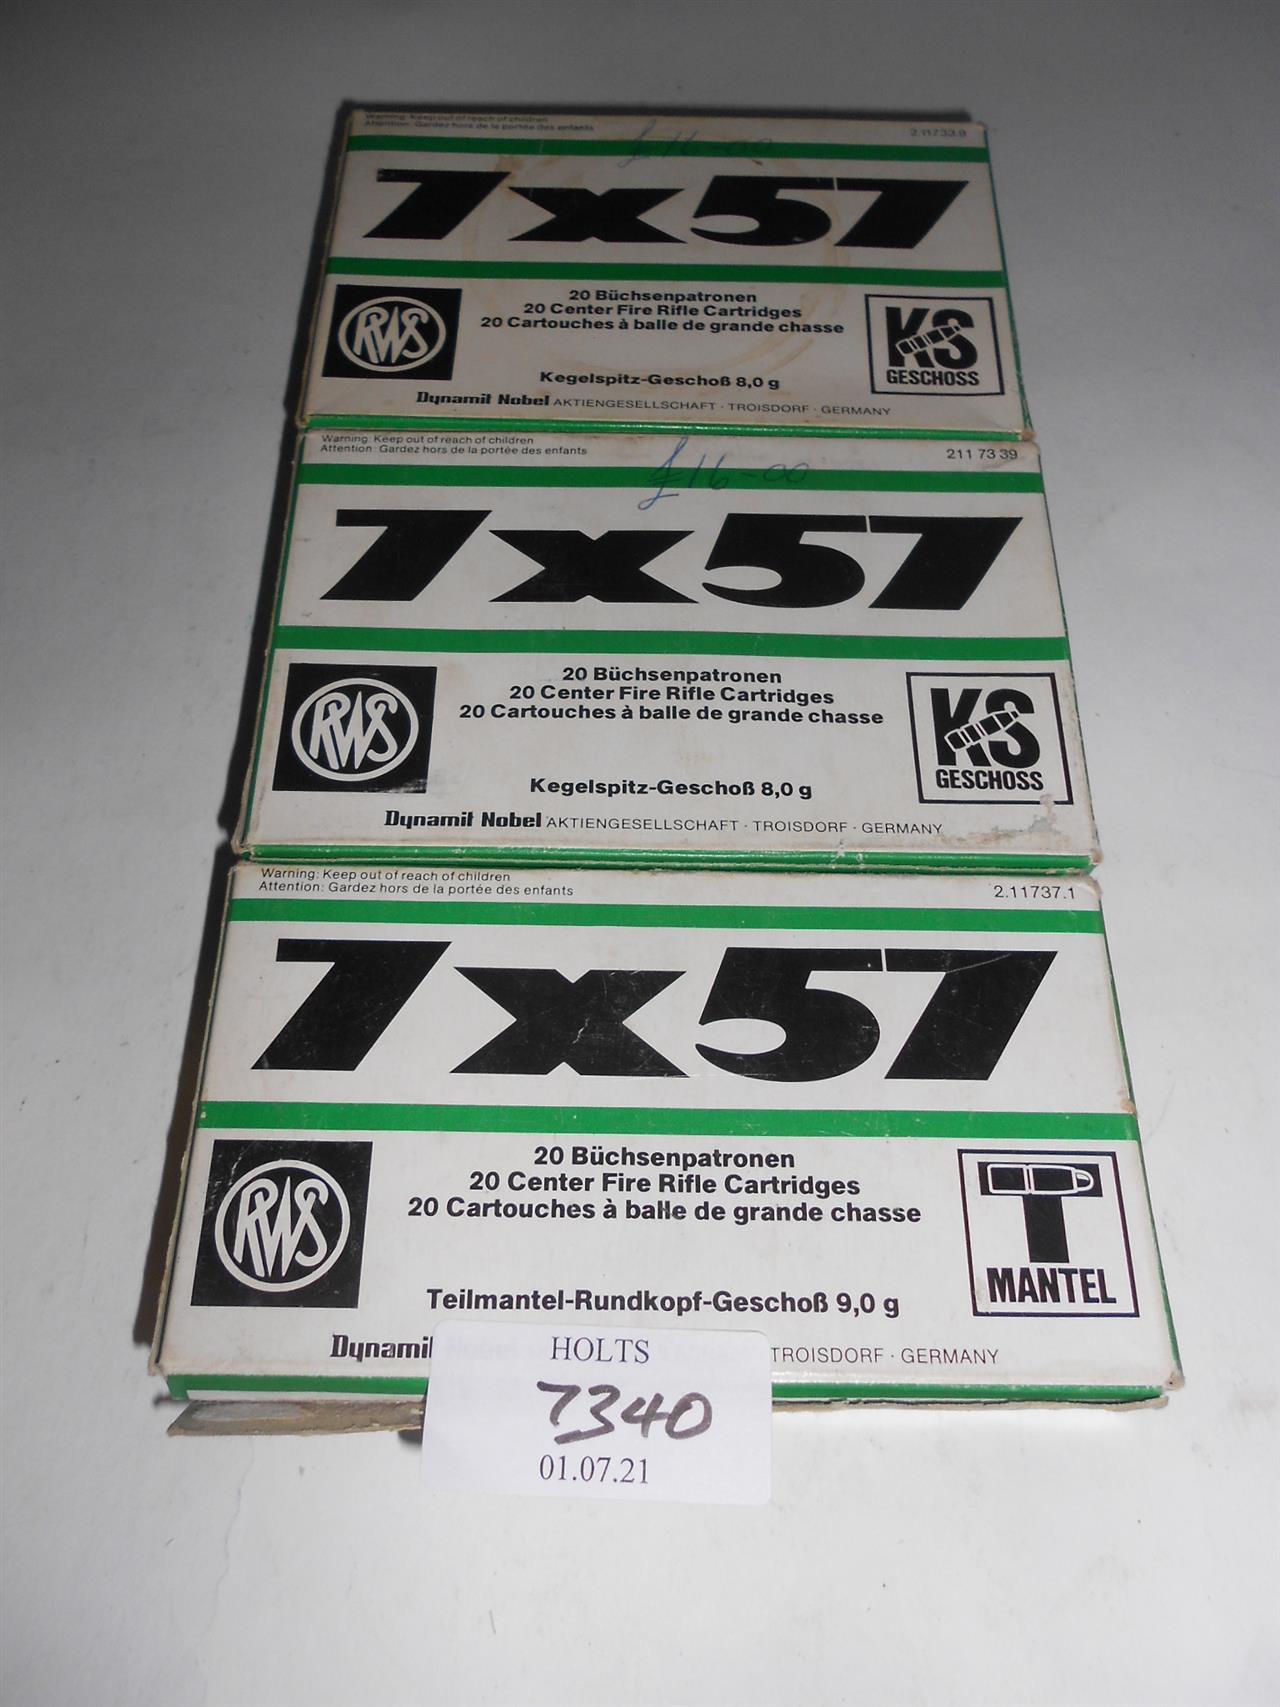 Warning: Keep out of reach of children
Attention: Gardez hors de la portée des enfants
2.11733.9
£16-00
7x57
RWS
20 Büchsenpatronen
20 Center Fire Rifle Cartridges
20 Cartouches à balle de grande chasse
KS
GESCHOSS
Kegelspitz-Geschoß 8,0 g
Dynamit Nobel AKTIENGESELLSCHAFT · TROISDORF · GERMANY
Warning: Keep out of reach of children
Attention: Gardez hors de la portée des enfants
211 73 39
£16-00
7x57
RWS
20 Büchsenpatronen
20 Center Fire Rifle Cartridges
20 Cartouches à balle de grande chasse
KS
GESCHOSS
Kegelspitz-Geschoß 8,0 g
Dynamit Nobel AKTIENGESELLSCHAFT · TROISDORF · GERMANY
Warning: Keep out of reach of children
Attention: Gardez hors de la portée des enfants
2.11737.1
7x57
RWS
20 Büchsenpatronen
20 Center Fire Rifle Cartridges
20 Cartouches à balle de grande chasse
T
MANTEL
Teilmantel-Rundkopf-Geschoß 9,0 g
Dynami TROISDORF · GERMANY
HOLTS
7340
01.07.21